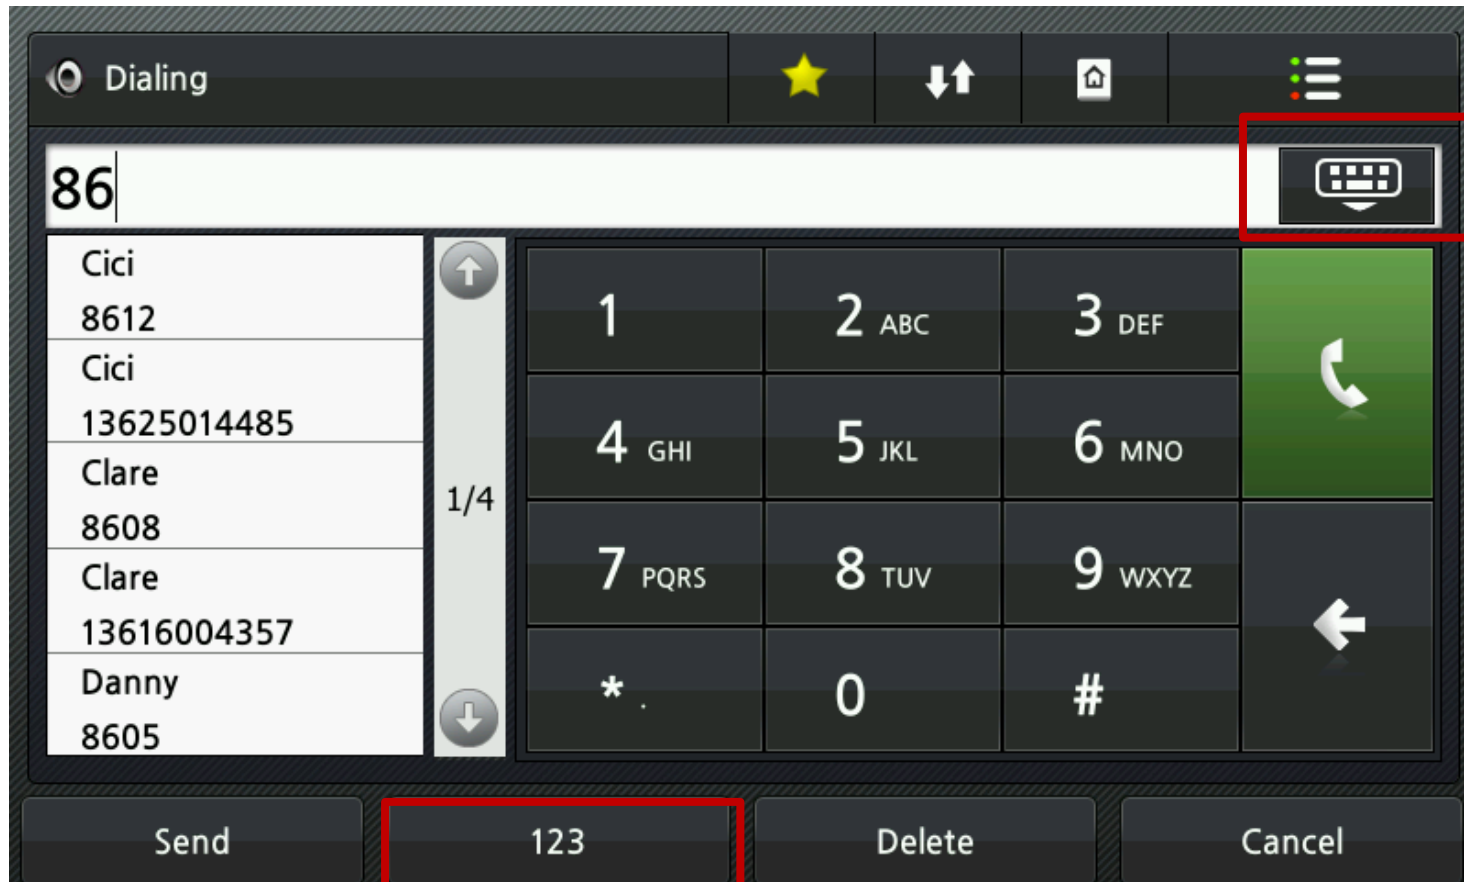 Dialing
86
Cici
8612
Cici
13625014485
Clare
8608
Clare
13616004357
Danny
8605
1/4
1 2 ABC 3 DEF
4 GHI 5 JKL 6 MNO
7 PQRS 8 TUV 9 WXYZ
* . 0 #
Send 123 Delete Cancel